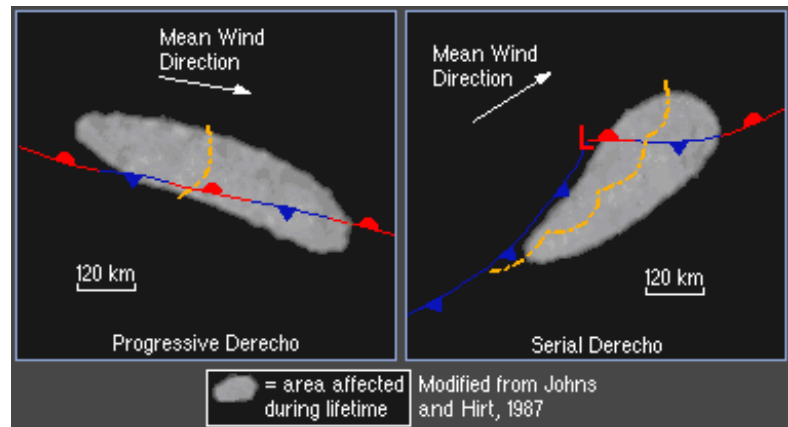 Mean Wind
Direction
120 km
Progressive Derecho
Mean Wind
Direction
L
120 km
Serial Derecho
= area affected
during lifetime
Modified from Johns
and Hirt, 1987